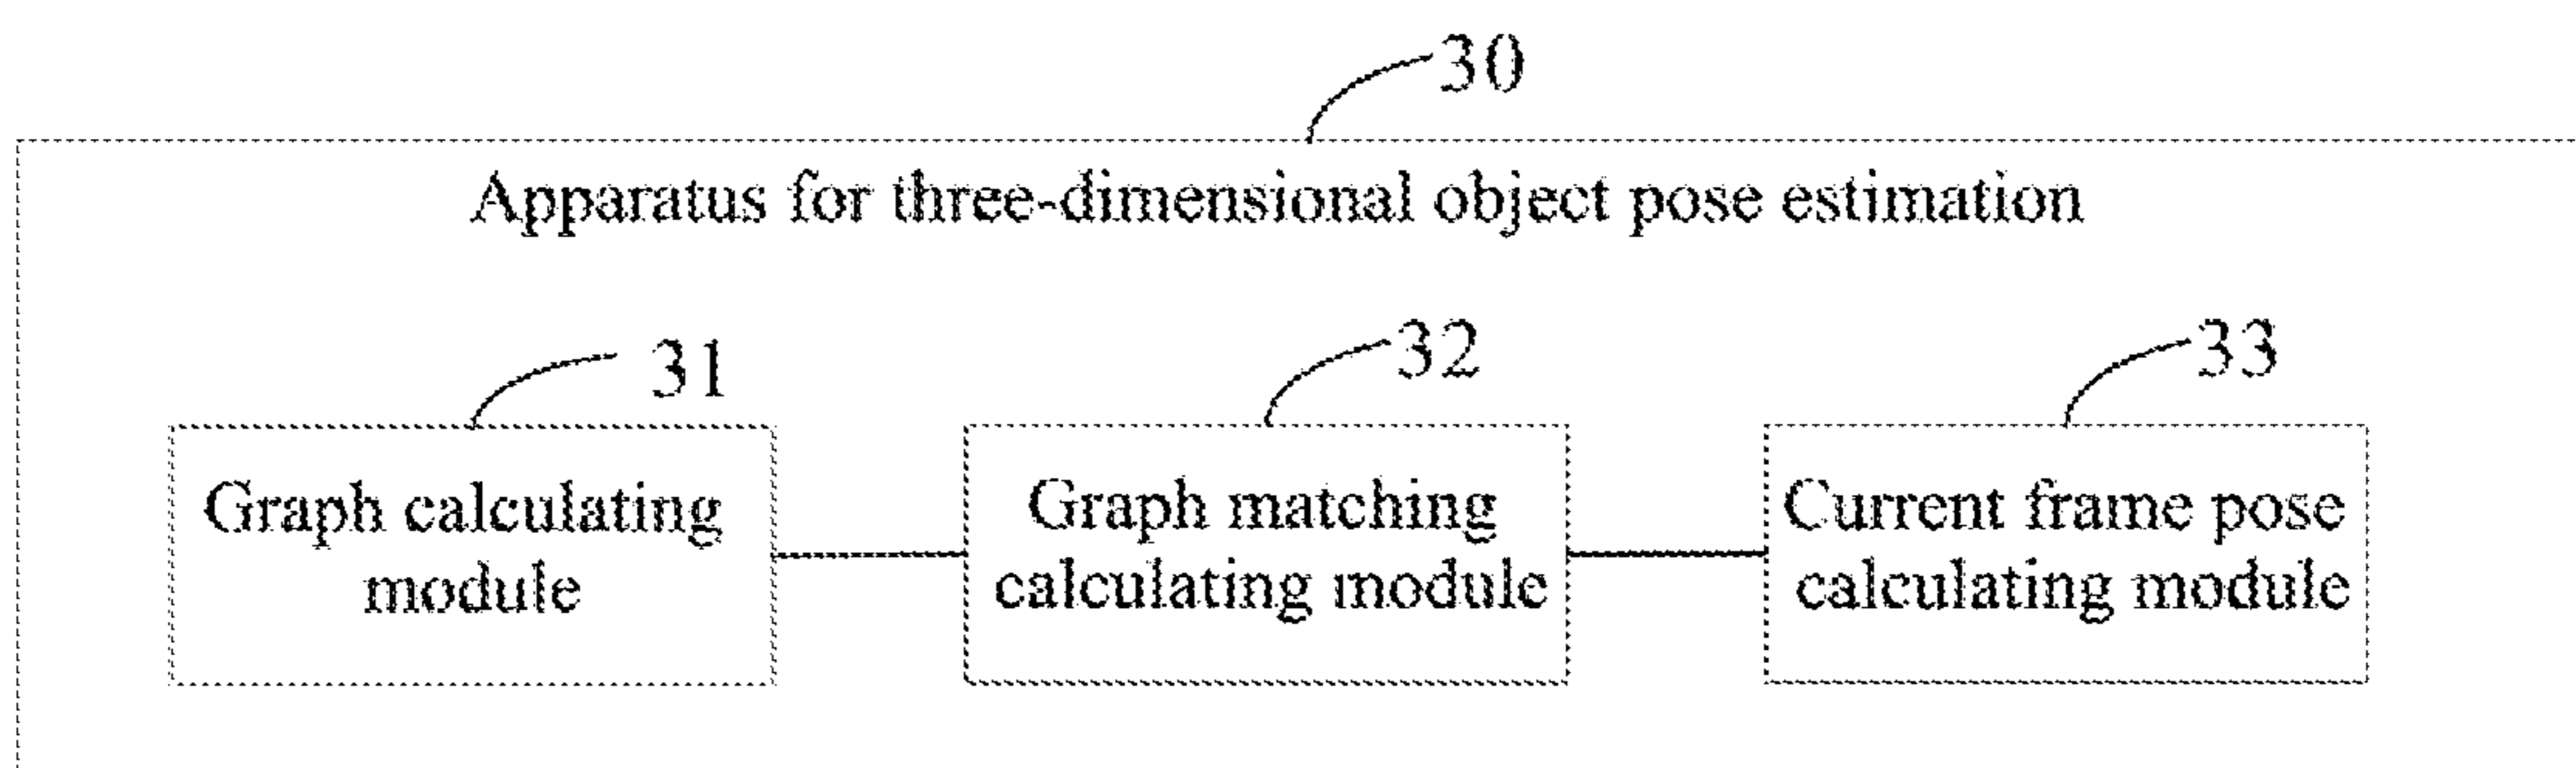 30
Apparatus for three-dimensional object pose estimation
31
32
33
Graph calculating
module
Graph matching
calculating module
Current frame pose
calculating module